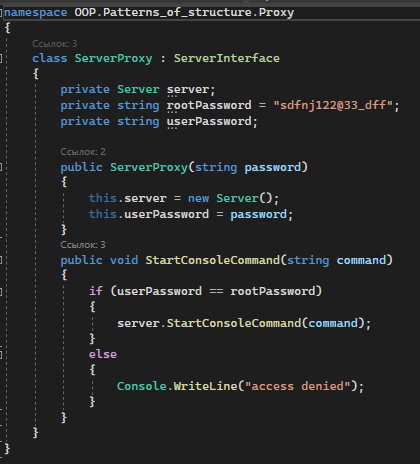 namespace OOP.Patterns_of_structure.Proxy
{
Ссылок: 3
class ServerProxy : ServerInterface
{
private Server server;
private string rootPassword = "sdfnj122@33_dff";
private string userPassword;
Ссылок: 2
public ServerProxy(string password)
{
this.server = new Server();
this.userPassword = password;
}
Ссылок: 3
public void StartConsoleCommand(string command)
{
if (userPassword == rootPassword)
{
server.StartConsoleCommand(command);
}
else
{
Console.WriteLine("access denied");
}
}
}
}